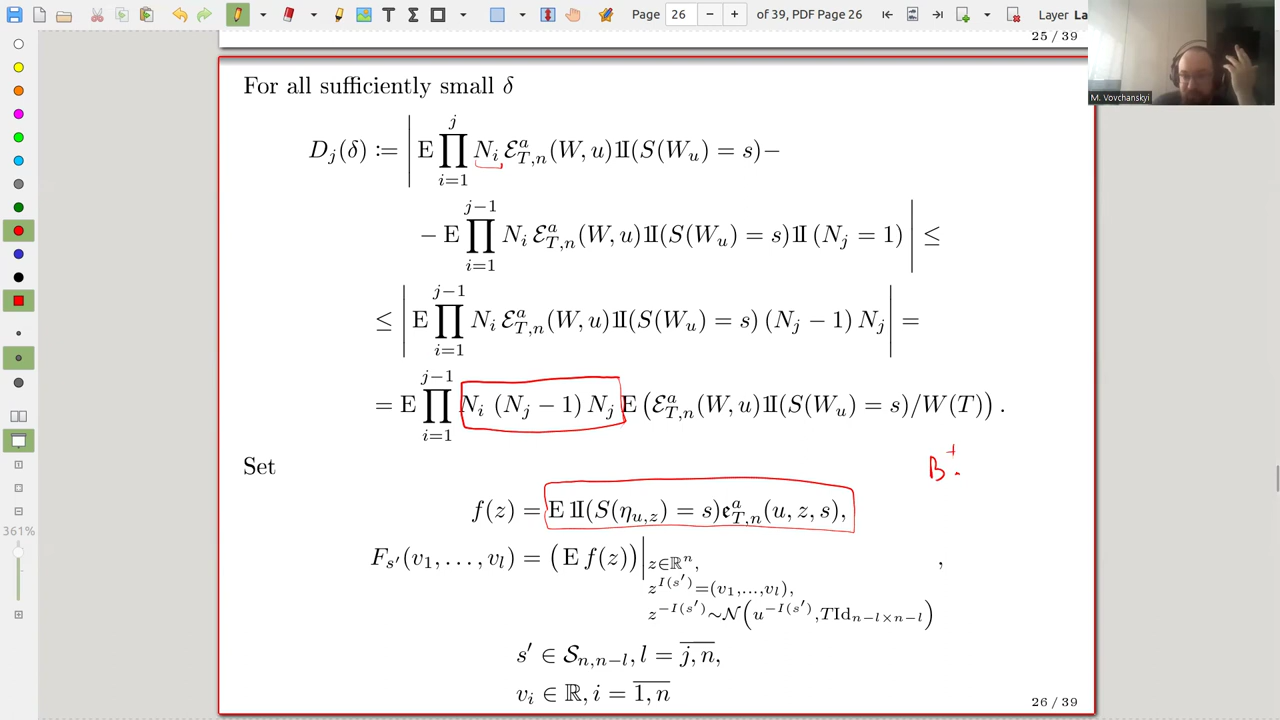 Page 26 − + of 39, PDF Page 26 Layer La
25 / 39
M. Vovchanskyi
For all sufficiently small δ
D_j(δ) := | E ∏_{i=1}^{j} N_i ℰ^a_{T,n}(W, u)𝟙(S(W_u) = s) −
− E ∏_{i=1}^{j−1} N_i ℰ^a_{T,n}(W, u)𝟙(S(W_u) = s)𝟙 (N_j = 1) | ≤
≤ | E ∏_{i=1}^{j−1} N_i ℰ^a_{T,n}(W, u)𝟙(S(W_u) = s) (N_j − 1) N_j | =
= E ∏_{i=1}^{j−1} N_i (N_j − 1) N_j E (ℰ^a_{T,n}(W, u)𝟙(S(W_u) = s)/W(T)) .
Set
B^+
f(z) = E 𝟙(S(η_{u,z}) = s)𝔢^a_{T,n}(u, z, s),
F_{s′}(v_1, . . . , v_l) = (E f(z)) |_{z∈ℝ^n, z^{I(s′)}=(v_1,...,v_l), z^{−I(s′)}∼𝒩(u^{−I(s′)}, T Id_{n−l×n−l})} ,
s′ ∈ 𝒮_{n,n−l}, l = \overline{j, n},
v_i ∈ ℝ, i = \overline{1, n}
361%
26 / 39